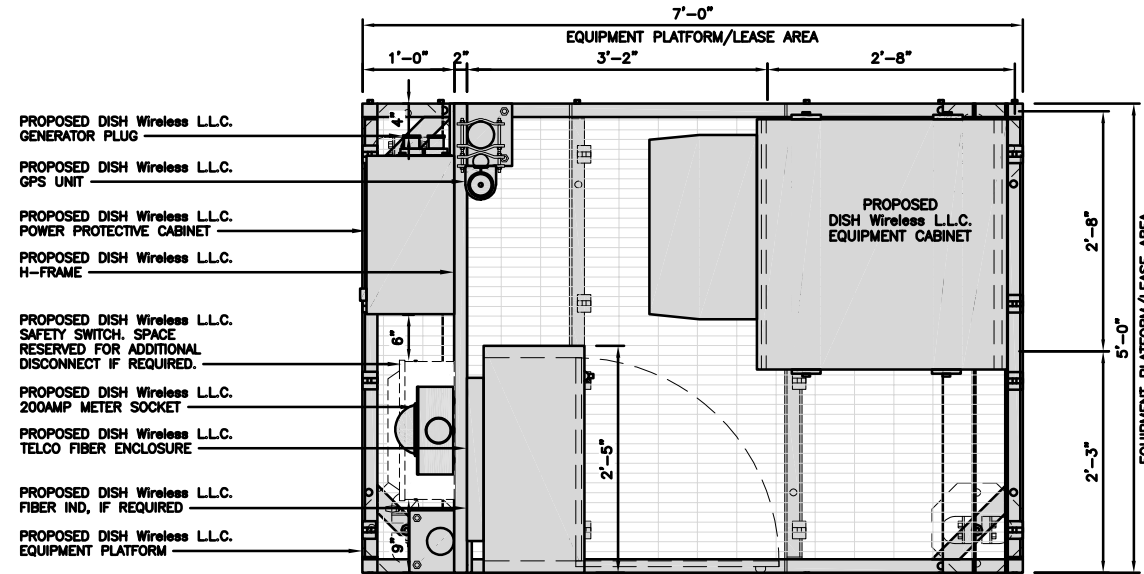 7'-0"
EQUIPMENT PLATFORM/LEASE AREA
1'-0"
2"
3'-2"
2'-8"
PROPOSED DISH Wireless L.L.C.
GENERATOR PLUG
4"
PROPOSED DISH Wireless L.L.C.
GPS UNIT
PROPOSED DISH Wireless L.L.C.
POWER PROTECTIVE CABINET
PROPOSED
DISH Wireless L.L.C.
EQUIPMENT CABINET
2'-8"
PROPOSED DISH Wireless L.L.C.
H-FRAME
PROPOSED DISH Wireless L.L.C.
SAFETY SWITCH. SPACE
RESERVED FOR ADDITIONAL
DISCONNECT IF REQUIRED.
6"
5'-0"
EQUIPMENT PLATFORM/LEASE AREA
PROPOSED DISH Wireless L.L.C.
200AMP METER SOCKET
PROPOSED DISH Wireless L.L.C.
TELCO FIBER ENCLOSURE
2'-5"
2'-3"
PROPOSED DISH Wireless L.L.C.
FIBER IND, IF REQUIRED
PROPOSED DISH Wireless L.L.C.
EQUIPMENT PLATFORM
9"